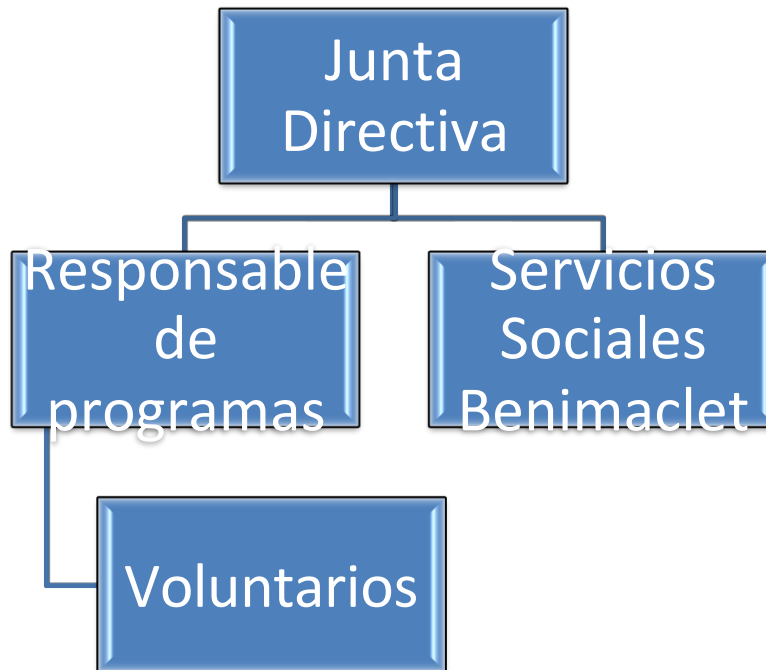 Junta
Directiva
Responsable
de
programas
Servicios
Sociales
Benimaclet
Voluntarios